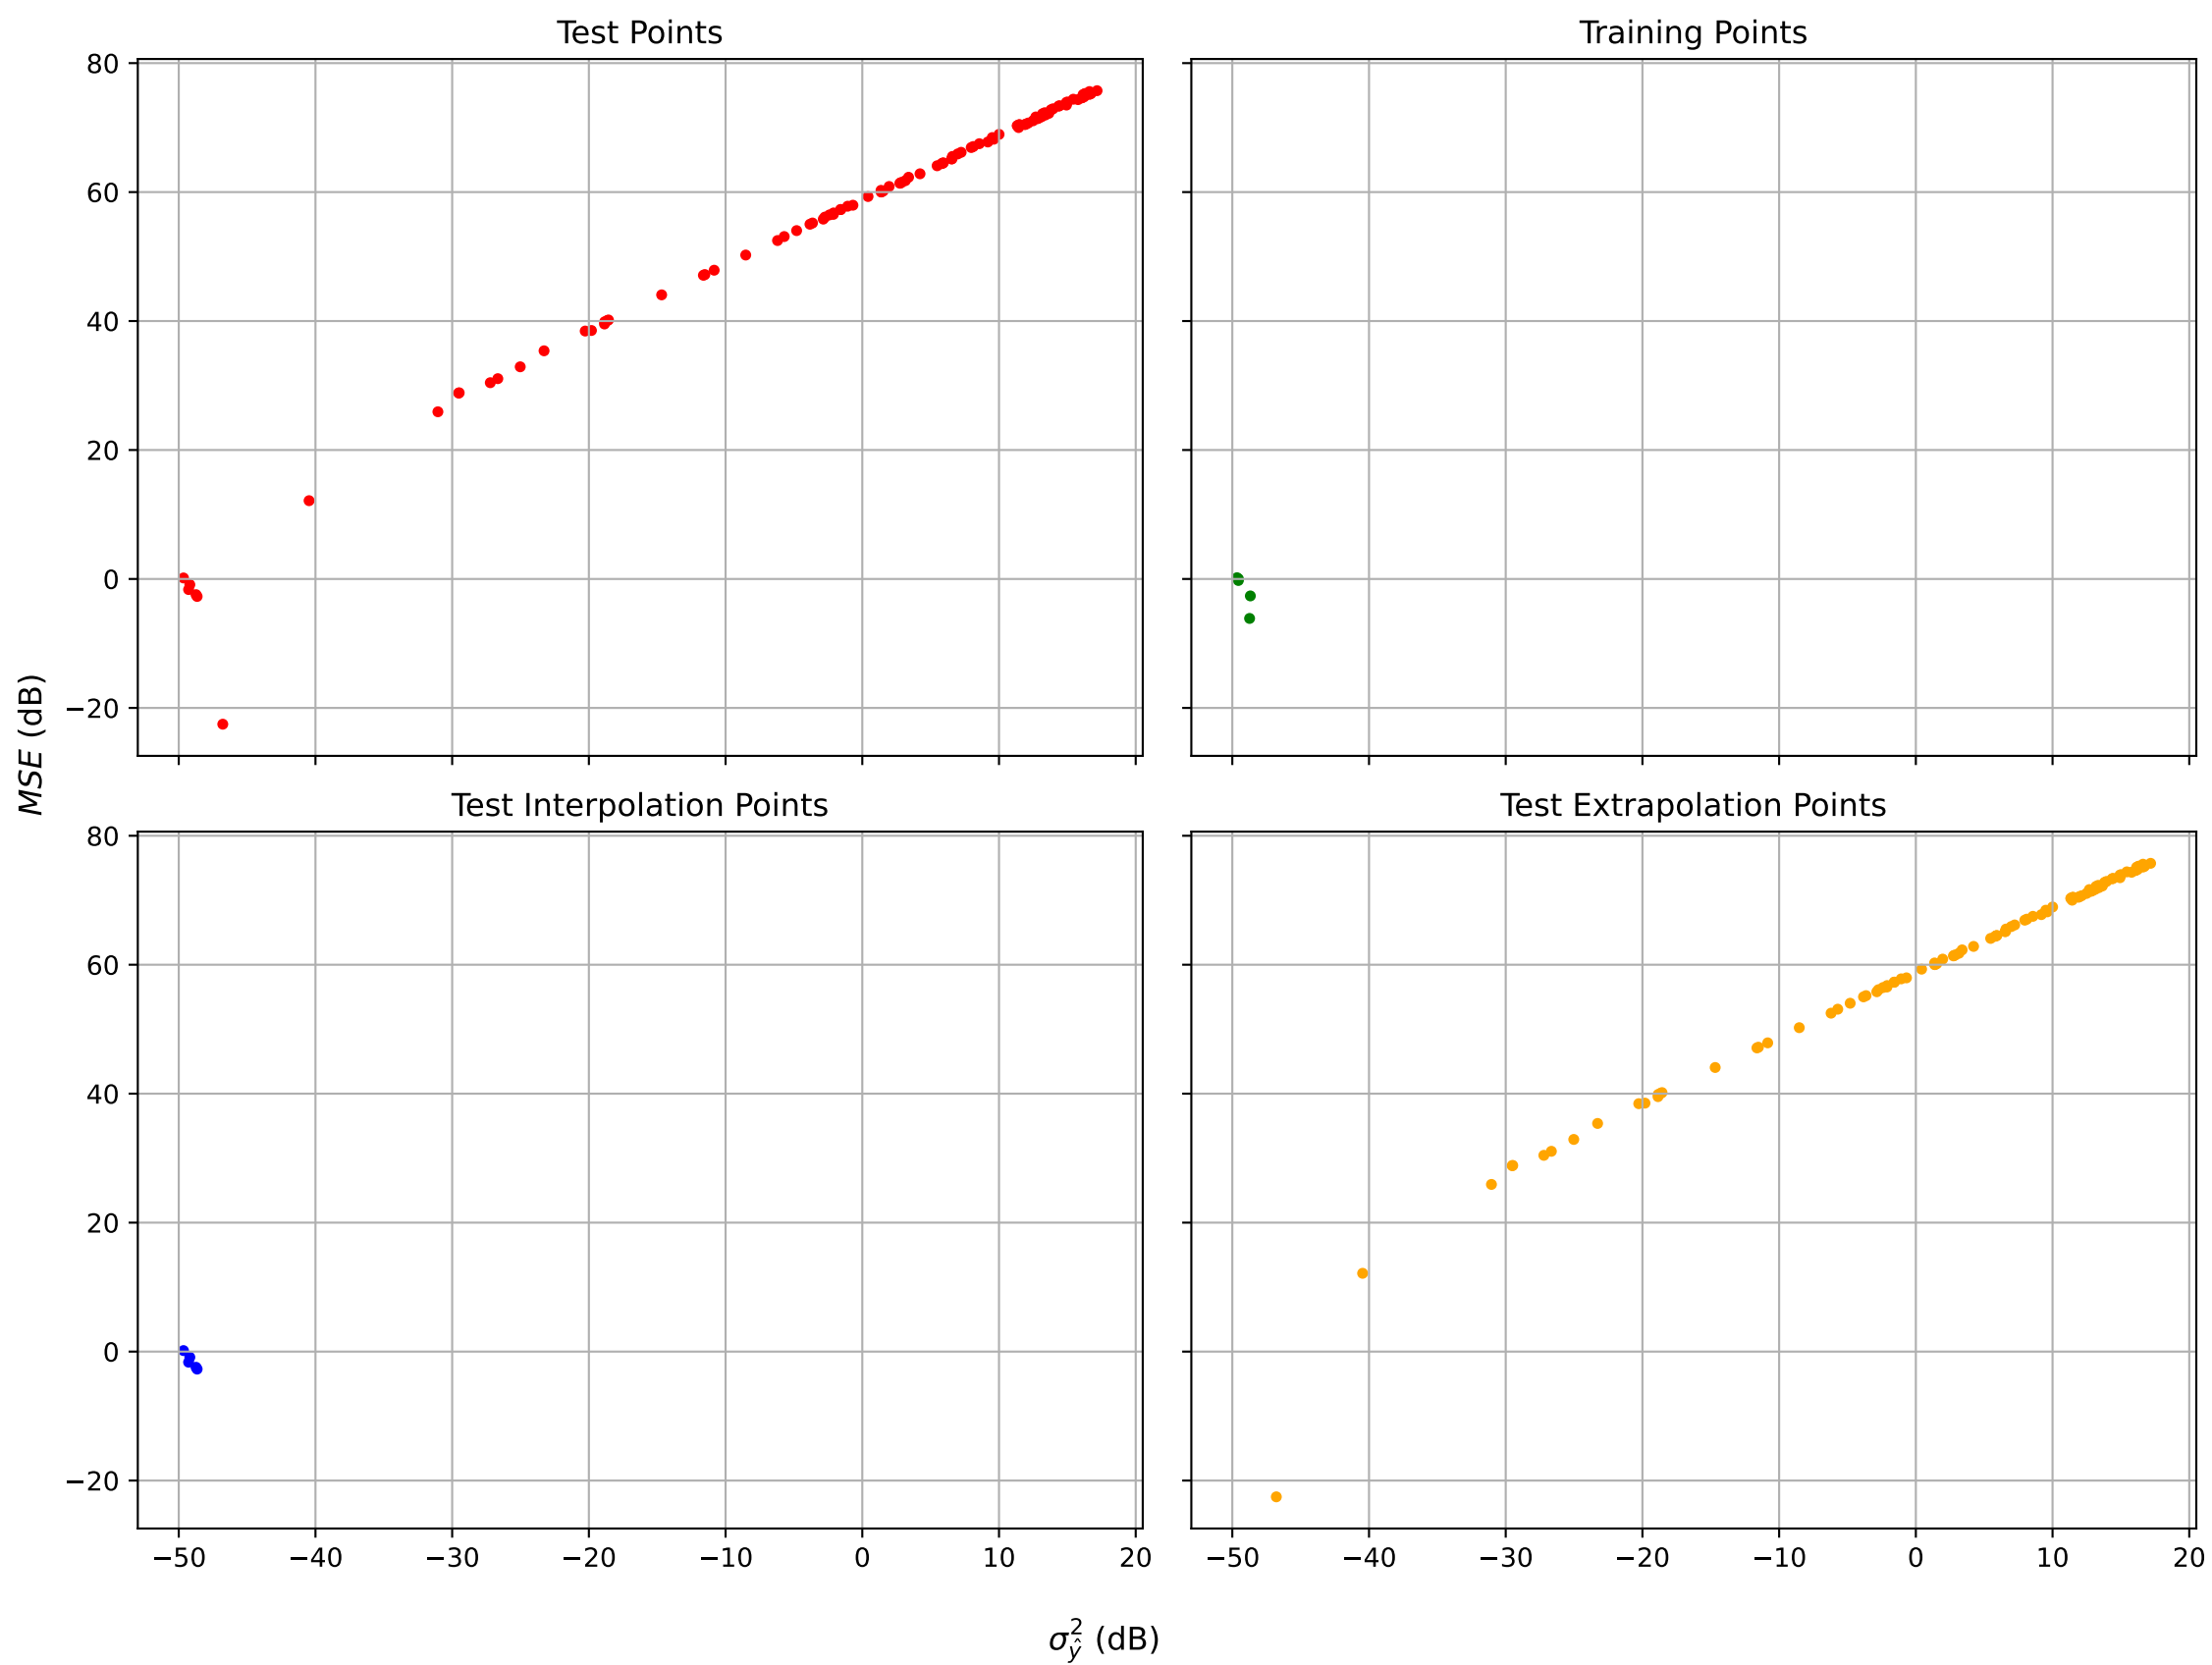 Test Points
Training Points
80
60
40
20
0
−20
MSE (dB)
Test Interpolation Points
Test Extrapolation Points
80
60
40
20
0
−20
−50 −40 −30 −20 −10 0 10 20
−50 −40 −30 −20 −10 0 10 20
σ²_ŷ (dB)